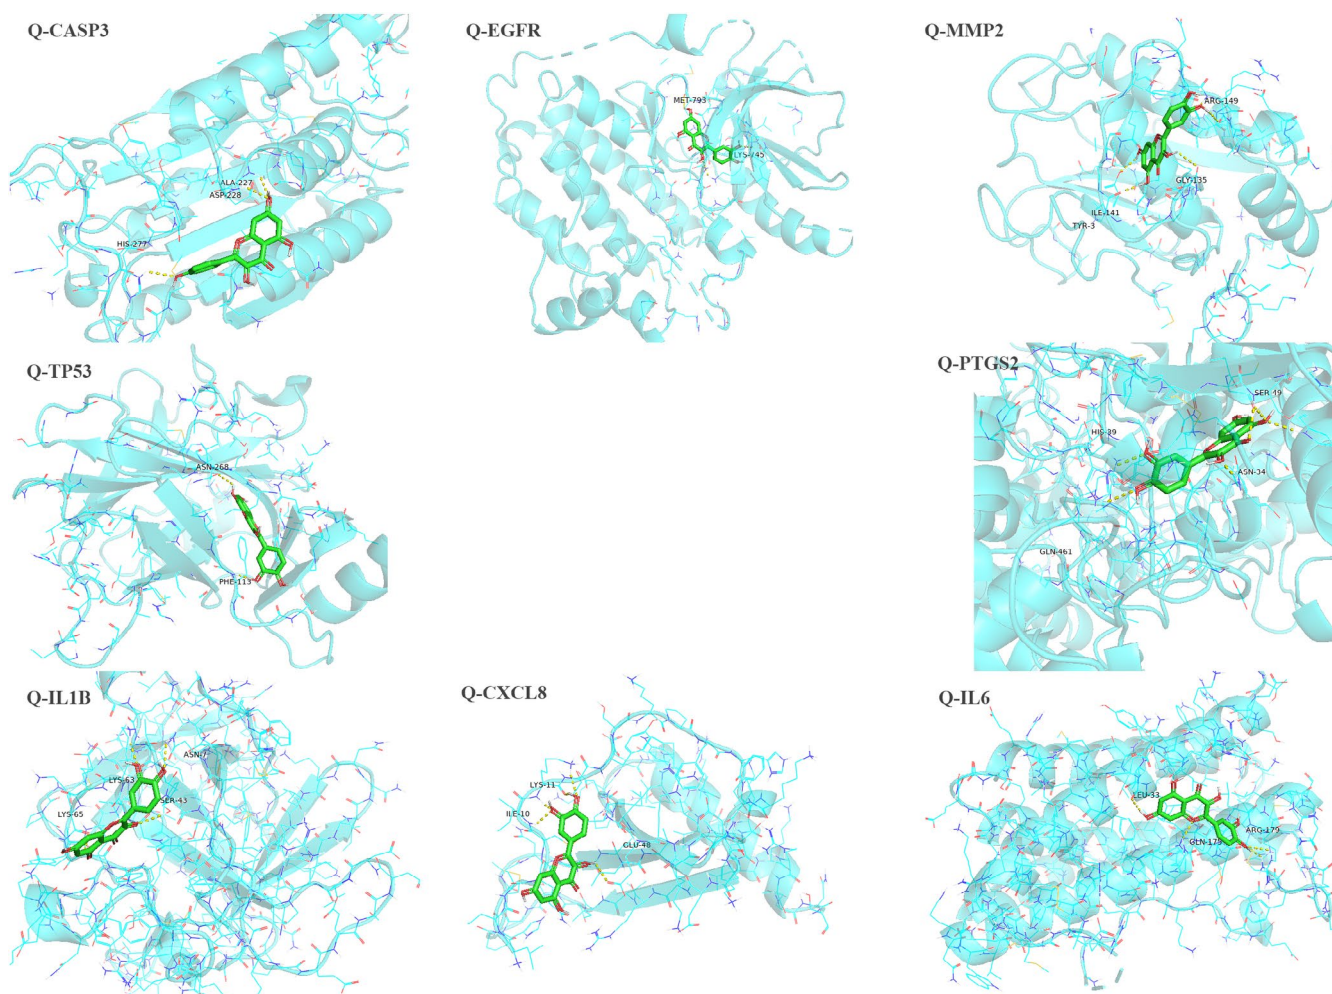 Q-CASP3
ALA-227
ASP-228
HIS-277
Q-EGFR
MET-793
LYS-745
Q-MMP2
ARG-149
GLY-135
ILE-141
TYR-3
Q-TP53
ASN-268
PHE-113
Q-PTGS2
SER-49
HIS-39
ASN-34
GLN-461
Q-IL1B
ASN-7
LYS-63
SER-43
LYS-65
Q-CXCL8
LYS-11
ILE-10
GLU-48
Q-IL6
LEU-33
ARG-179
GLN-175